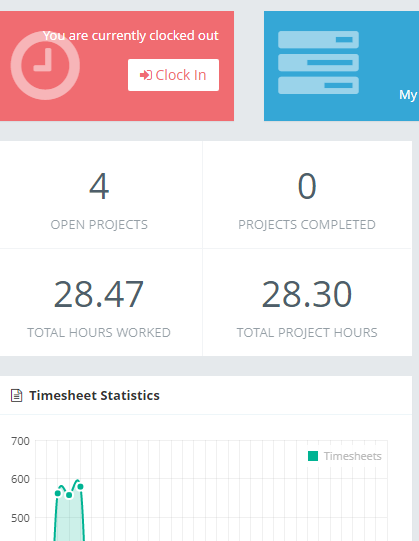 You are currently clocked out
Clock In
My
4
OPEN PROJECTS
0
PROJECTS COMPLETED
28.47
TOTAL HOURS WORKED
28.30
TOTAL PROJECT HOURS
Timesheet Statistics
Timesheets
700
600
500